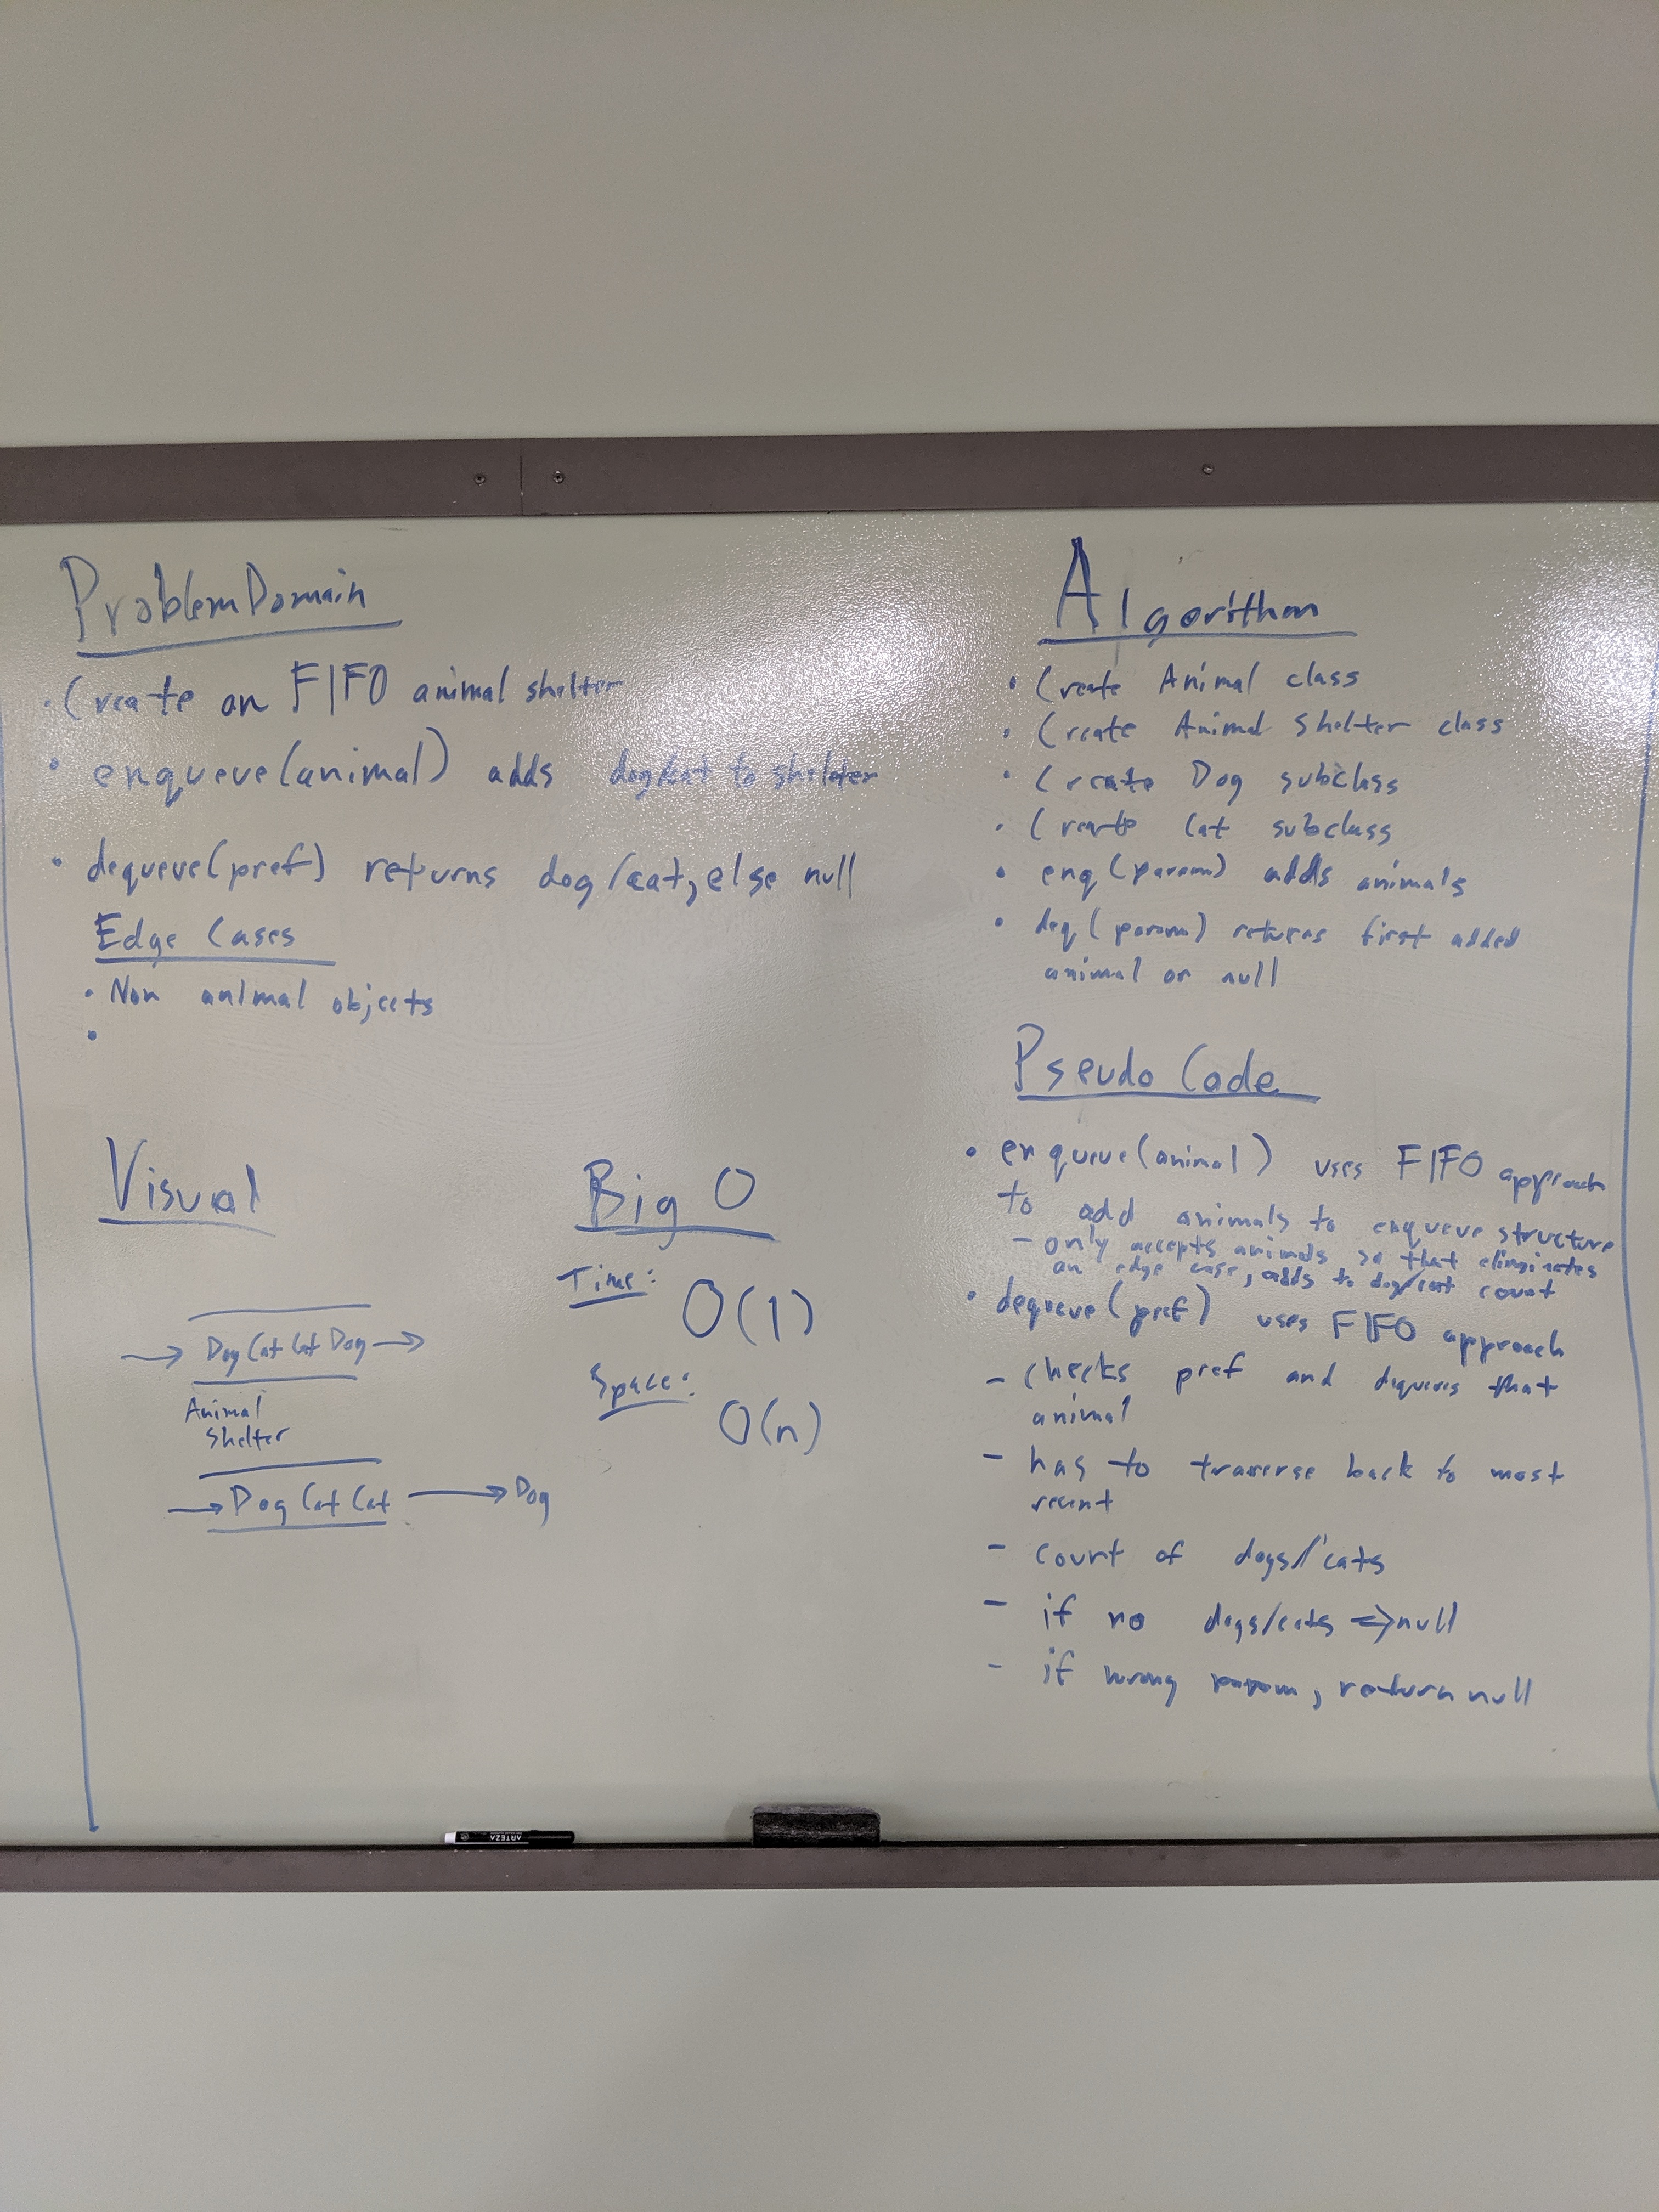 Problem Domain
• Create an FIFO animal shelter
• enqueue(animal) adds dog/cat to shelter
• dequeue(pref) returns dog/cat, else null
Edge Cases
• Non animal objects
•
Visual
→ Dog Cat Cat Dog →
Animal
Shelter
→ Dog Cat Cat → Dog
Big O
Time:
O(1)
Space:
O(n)
Algorithm
• Create Animal class
• Create Animal Shelter class
• Create Dog subclass
• Create Cat subclass
• enq(param) adds animals
• deq(param) returns first added
animal or null
Pseudo Code
• enqueue(animal) uses FIFO approach
to add animals to enqueue structure
- only accepts animals so that eliminates
an edge case, adds to dog/cat count
• dequeue(pref) uses FIFO approach
- checks pref and dequeues that
animal
- has to traverse back to most
recent
- count of dogs/cats
- if no dogs/cats => null
- if wrong param, return null
ARTEZA